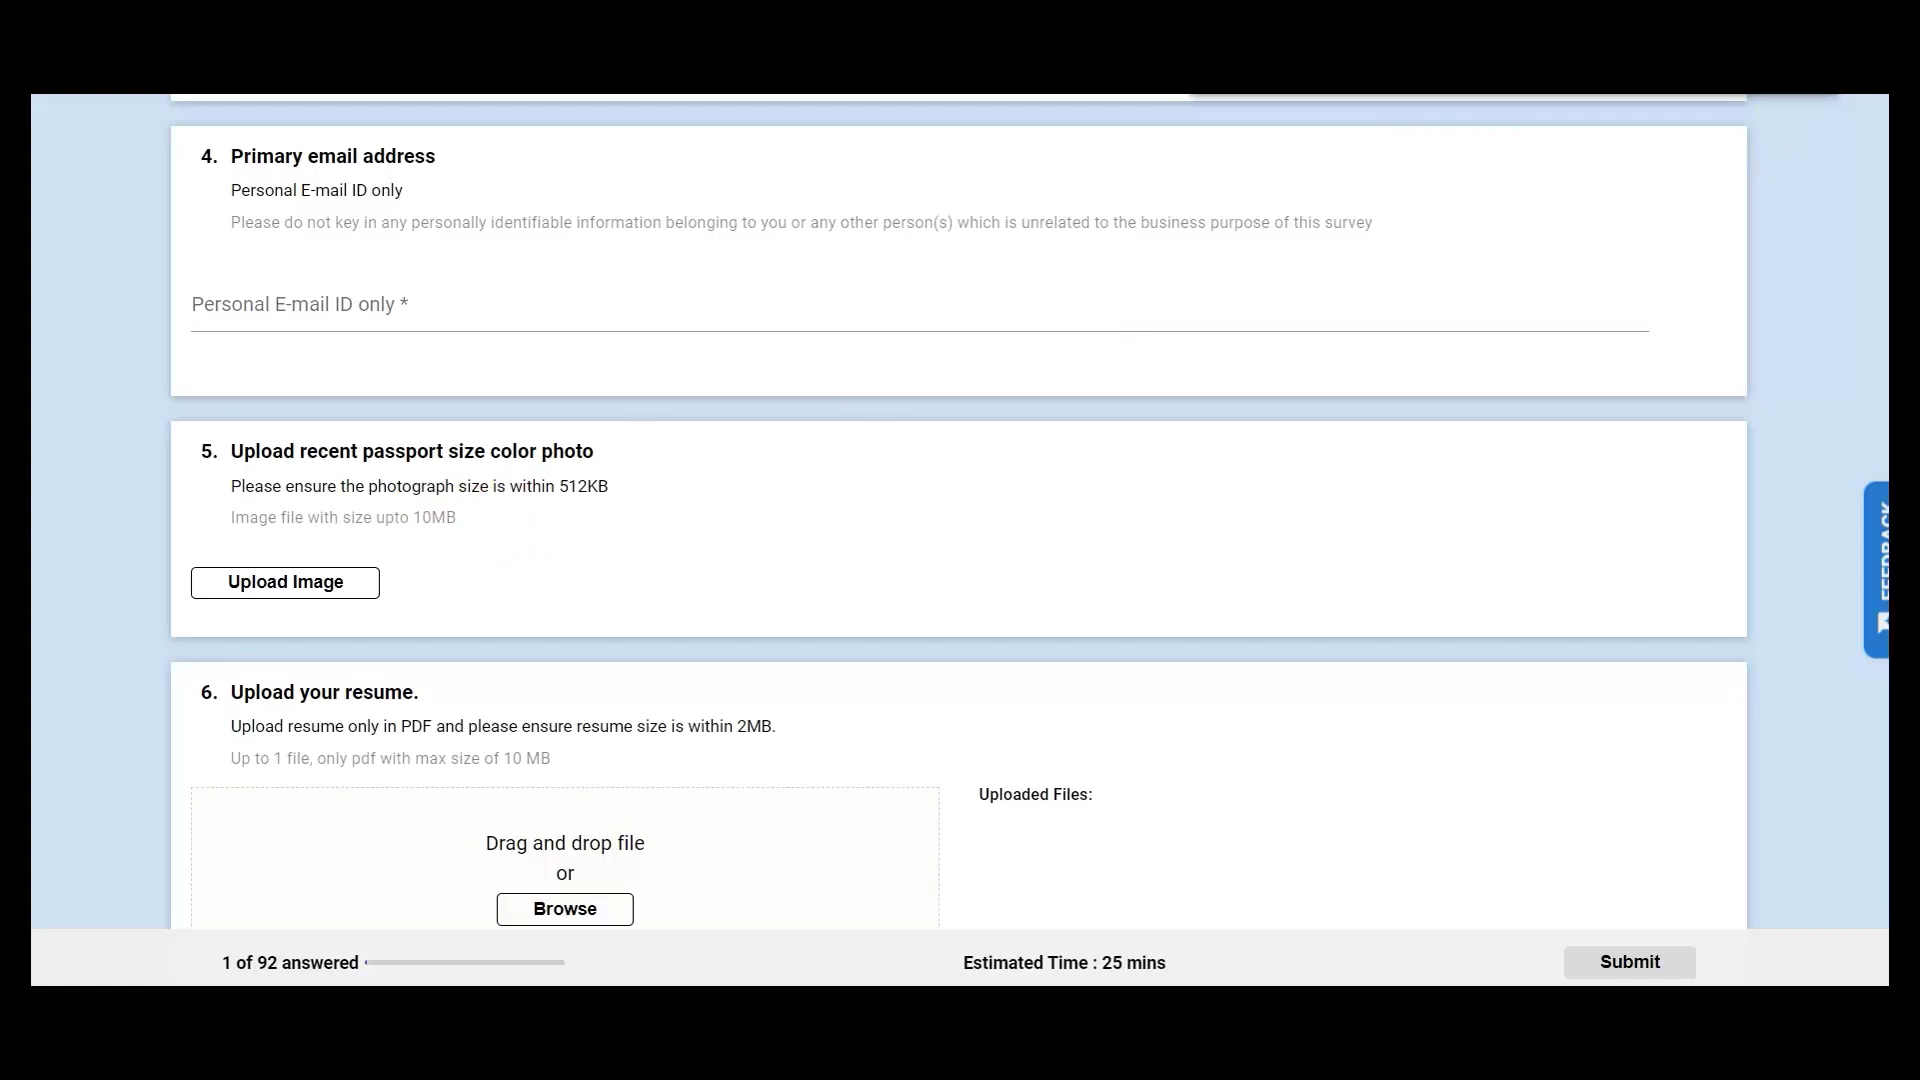 4. Primary email address
Personal E-mail ID only
Please do not key in any personally identifiable information belonging to you or any other person(s) which is unrelated to the business purpose of this survey
Personal E-mail ID only *
5. Upload recent passport size color photo
Please ensure the photograph size is within 512KB
Image file with size upto 10MB
Upload Image
FEEDBACK
6. Upload your resume.
Upload resume only in PDF and please ensure resume size is within 2MB.
Up to 1 file, only pdf with max size of 10 MB
Uploaded Files:
Drag and drop file
or
Browse
1 of 92 answered
Estimated Time : 25 mins
Submit